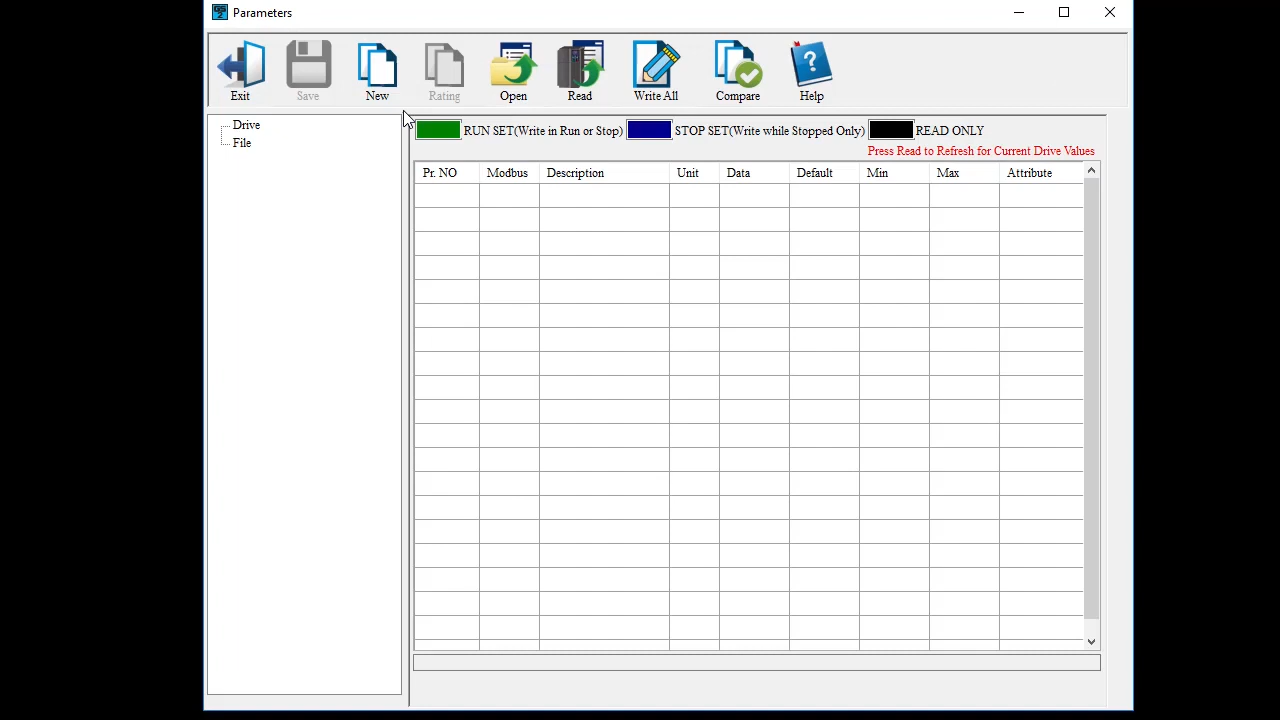 GS
2
Parameters
Exit
Save
New
Rating
Open
Read
Write All
Compare
Help
Drive
File
RUN SET(Write in Run or Stop)
STOP SET(Write while Stopped Only)
READ ONLY
Press Read to Refresh for Current Drive Values
Pr. NO
Modbus
Description
Unit
Data
Default
Min
Max
Attribute